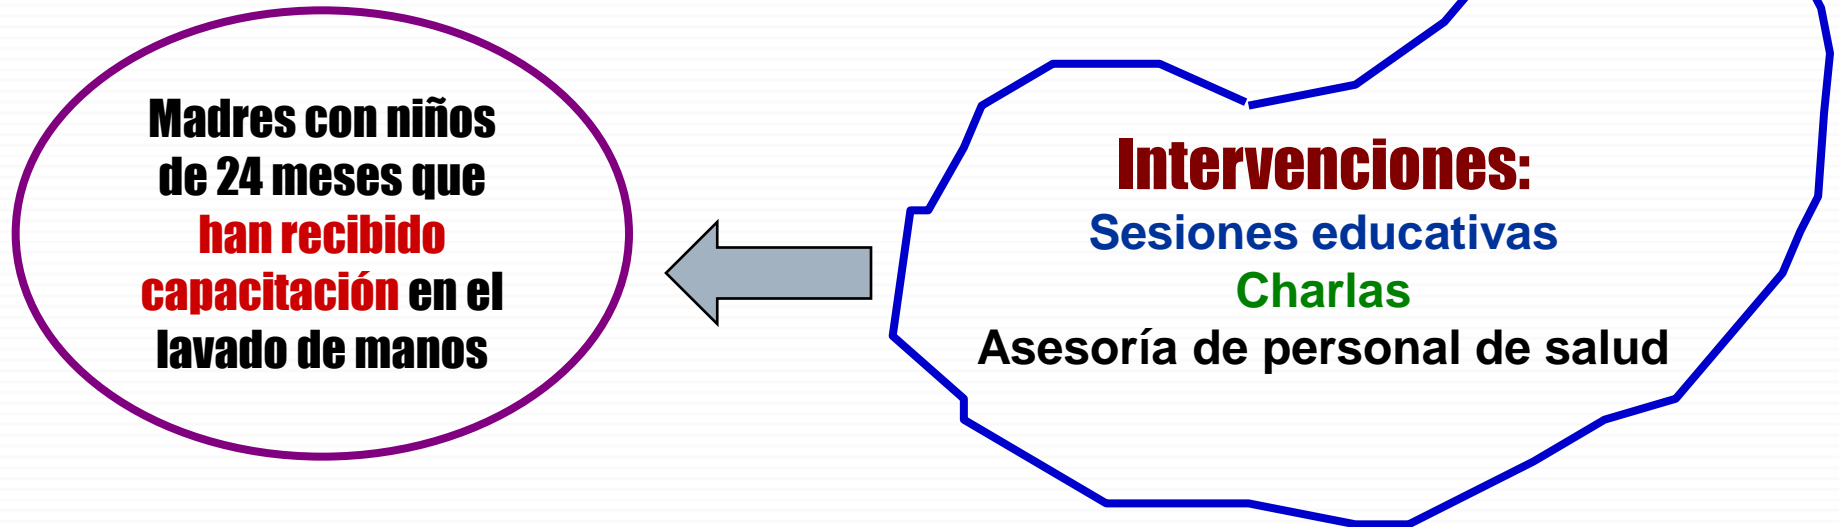 Madres con niños
de 24 meses que
han recibido
capacitación en el
lavado de manos
Intervenciones:
Sesiones educativas
Charlas
Asesoría de personal de salud